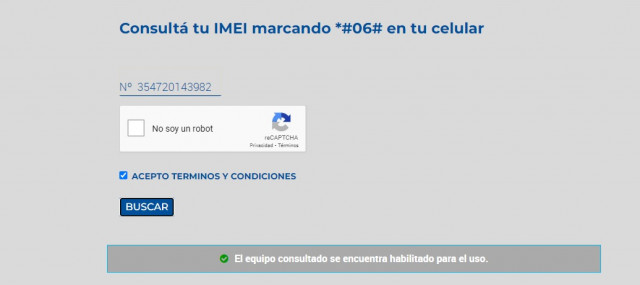 Consultá tu IMEI marcando *#06# en tu celular
Nº 354720143982
No soy un robot
reCAPTCHA
Privacidad - Términos
ACEPTO TERMINOS Y CONDICIONES
BUSCAR
El equipo consultado se encuentra habilitado para el uso.